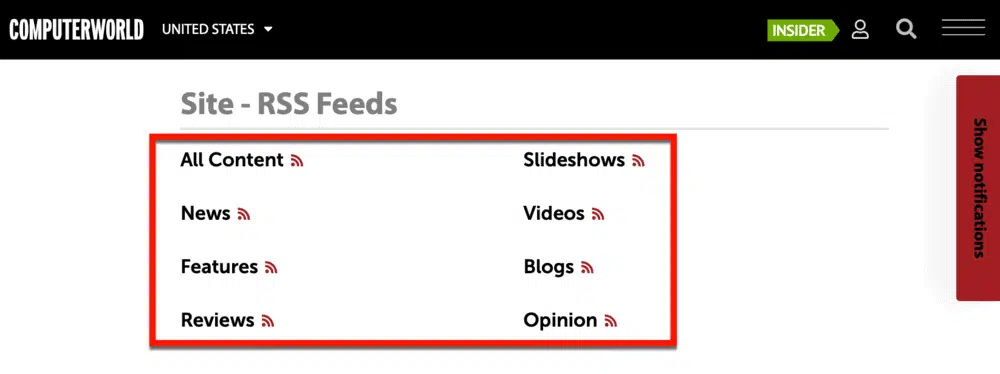 COMPUTERWORLD UNITED STATES INSIDER
Site - RSS Feeds
All Content
Slideshows
News
Videos
Features
Blogs
Reviews
Opinion
Show notifications